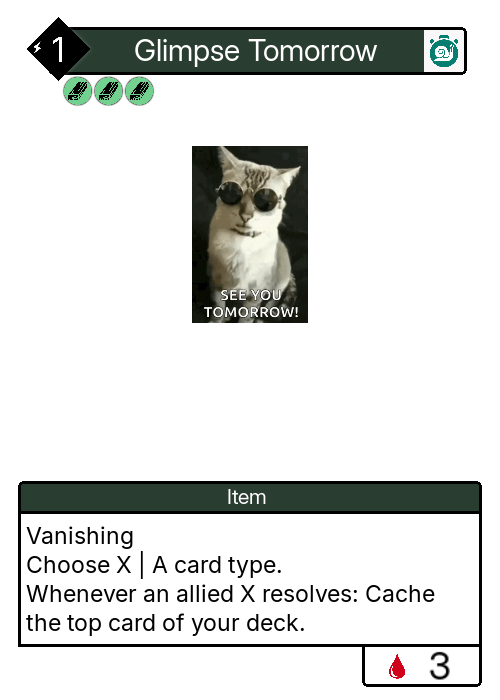 1
Glimpse Tomorrow
SEE YOU
TOMORROW!
Item
Vanishing
Choose X | A card type.
Whenever an allied X resolves: Cache
the top card of your deck.
3